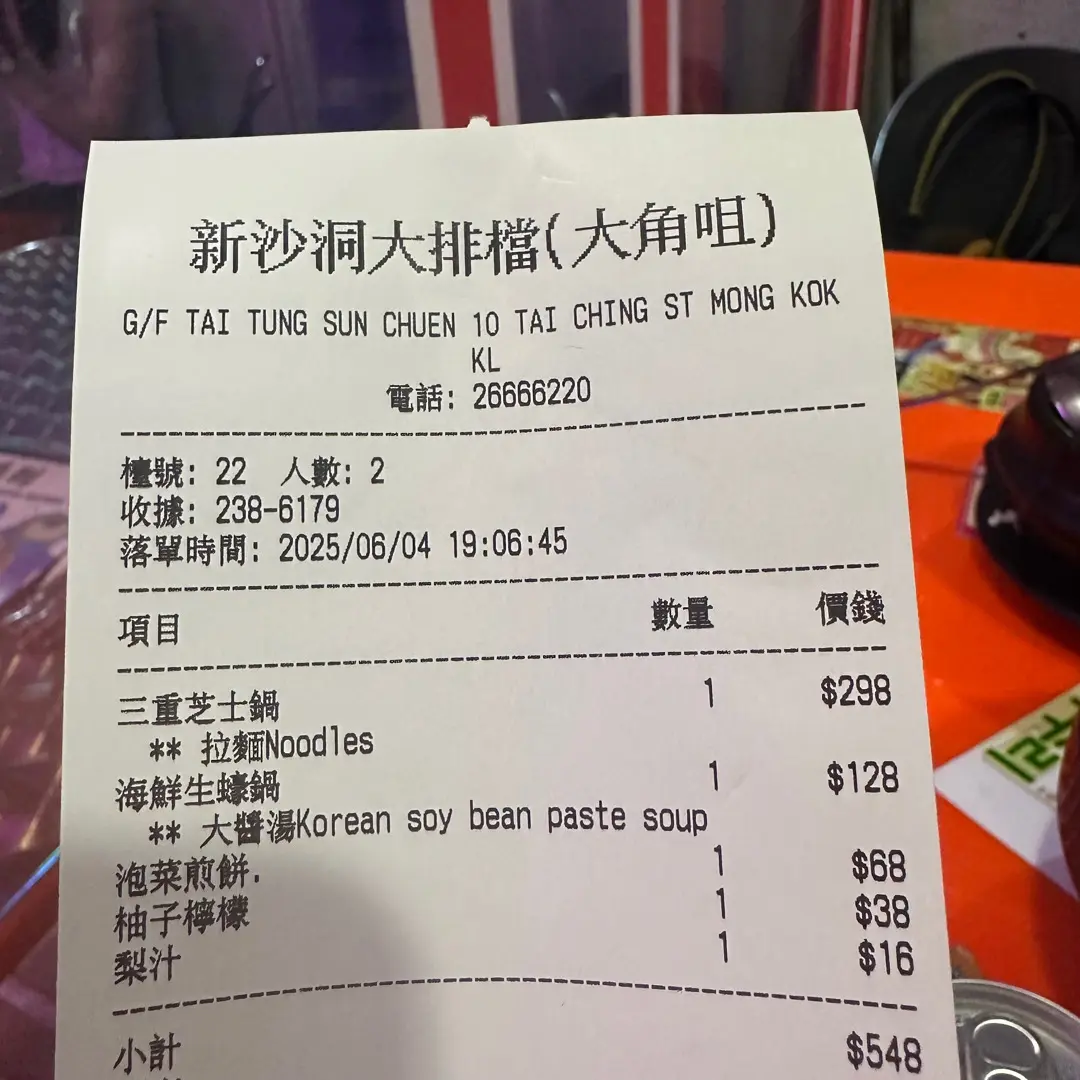 新沙洞大排檔(大角咀)
G/F TAI TUNG SUN CHUEN 10 TAI CHING ST MONG KOK
KL
電話: 26666220
檯號: 22 人數: 2
收據: 238-6179
落單時間: 2025/06/04 19:06:45
項目 數量 價錢
三重芝士鍋 1 $298
** 拉麵Noodles
海鮮生蠔鍋 1 $128
** 大醬湯Korean soy bean paste soup
泡菜煎餅. 1 $68
柚子檸檬 1 $38
梨汁 1 $16
小計 $548